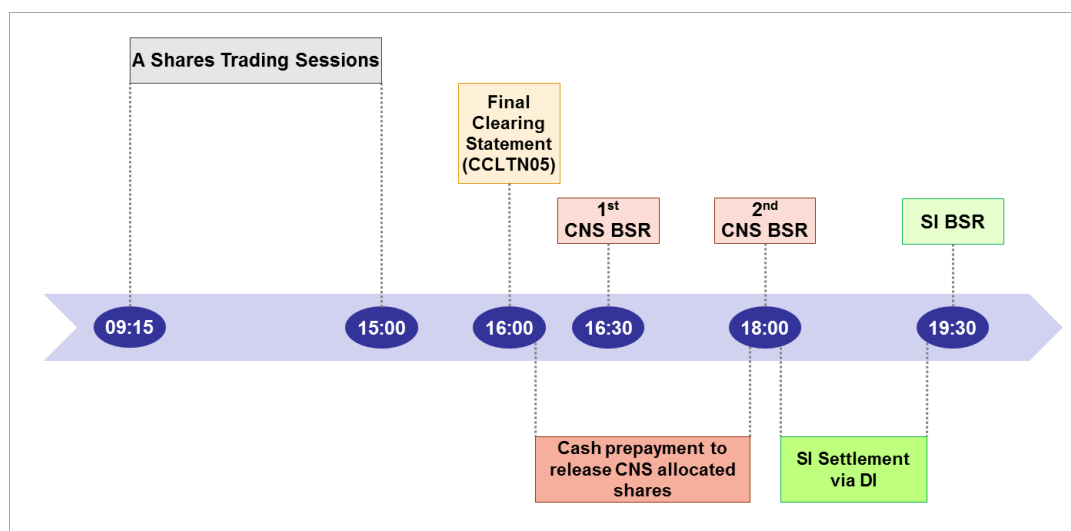 A Shares Trading Sessions
Final
Clearing
Statement
(CCLTN05)
1st
CNS BSR
2nd
CNS BSR
SI BSR
09:15
15:00
16:00
16:30
18:00
19:30
Cash prepayment to
release CNS allocated
shares
SI Settlement
via DI